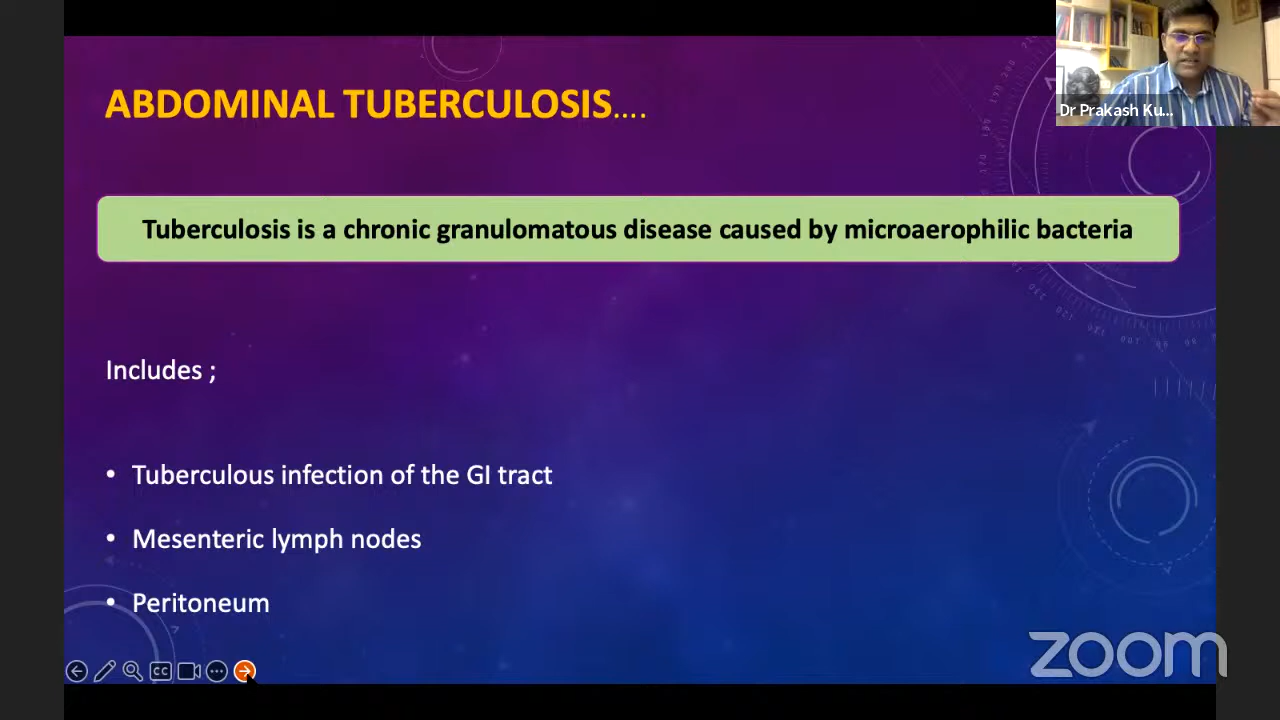 Dr Prakash Ku...
ABDOMINAL TUBERCULOSIS....
Tuberculosis is a chronic granulomatous disease caused by microaerophilic bacteria
Includes ;
• Tuberculous infection of the GI tract
• Mesenteric lymph nodes
• Peritoneum
CC
zoom